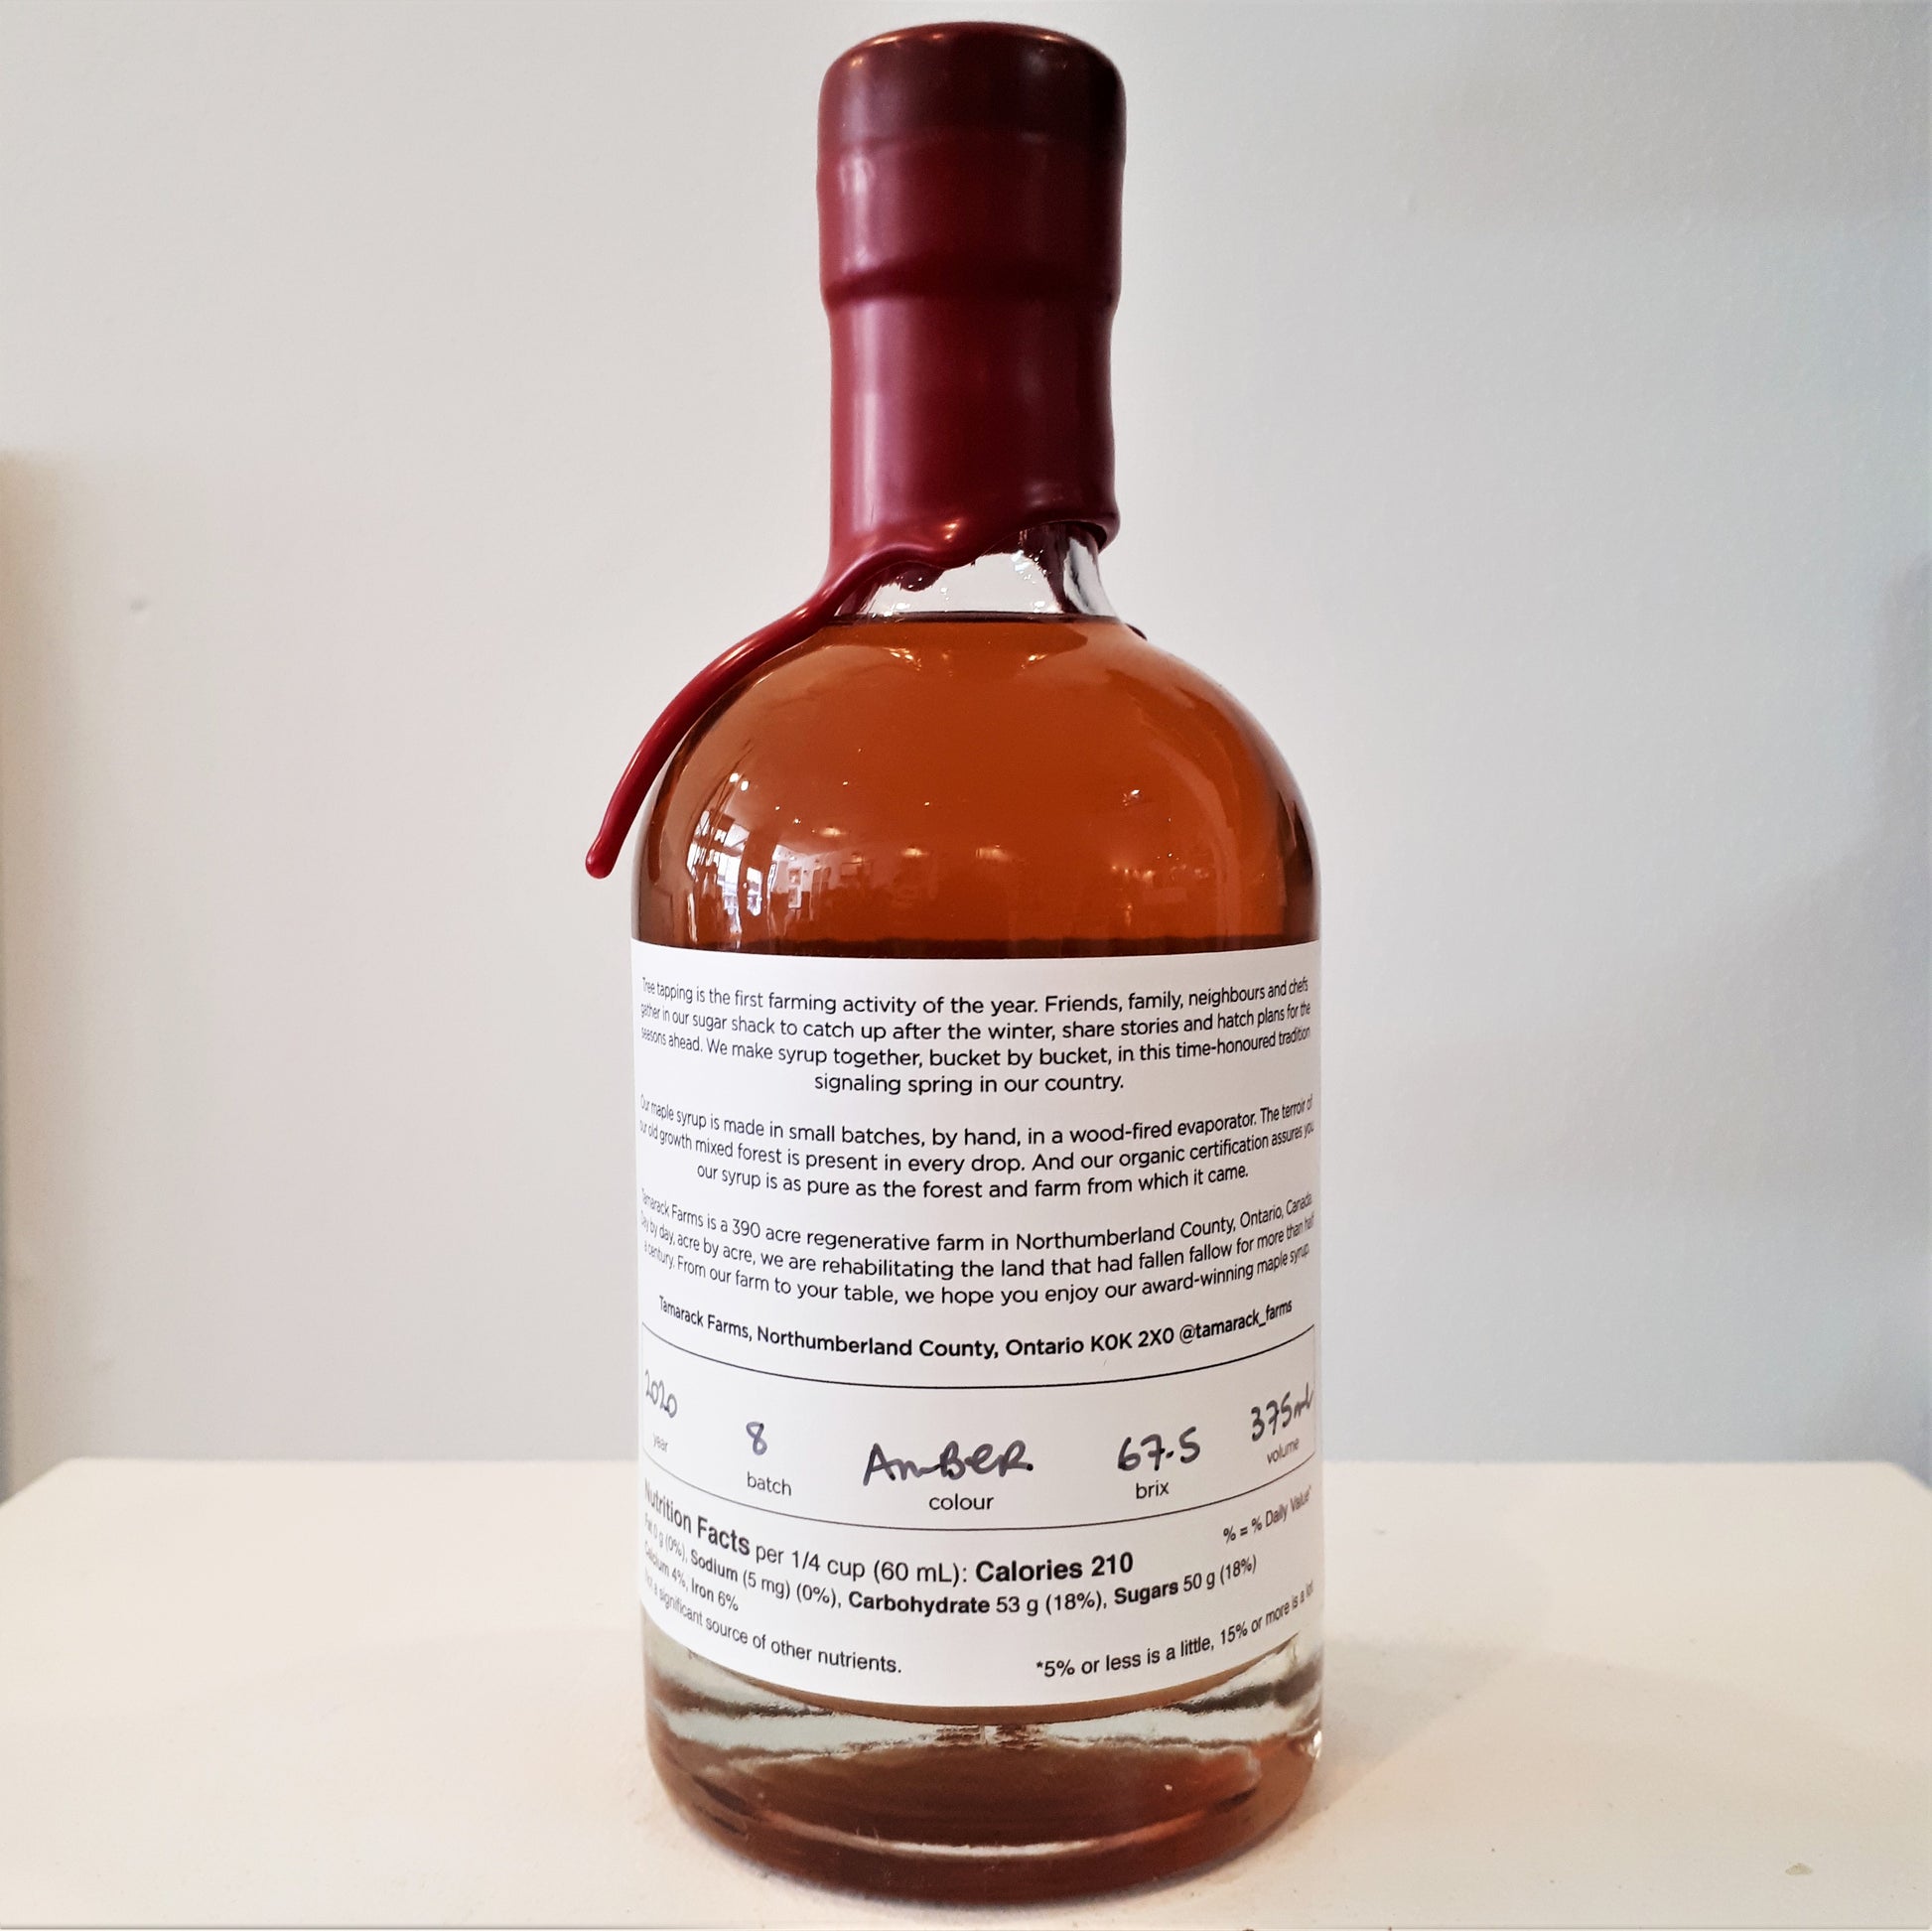 Tree tapping is the first farming activity of the year. Friends, family, neighbours and chefs
gather in our sugar shack to catch up after the winter, share stories and hatch plans for the
seasons ahead. We make syrup together, bucket by bucket, in this time-honoured tradition
signaling spring in our country.
Our maple syrup is made in small batches, by hand, in a wood-fired evaporator. The terroir of
our old growth mixed forest is present in every drop. And our organic certification assures you
our syrup is as pure as the forest and farm from which it came.
Tamarack Farms is a 390 acre regenerative farm in Northumberland County, Ontario, Canada.
Day by day, acre by acre, we are rehabilitating the land that had fallen fallow for more than half
a century. From our farm to your table, we hope you enjoy our award-winning maple syrup.
Tamarack Farms, Northumberland County, Ontario K0K 2X0 @tamarack_farms
2020 8 AmBeR 67.5 375ml
year batch colour brix volume
Nutrition Facts per 1/4 cup (60 mL): Calories 210 % = % Daily Value*
Fat 0 g (0%), Sodium (5 mg) (0%), Carbohydrate 53 g (18%), Sugars 50 g (18%)
Calcium 4%, Iron 6%
Not a significant source of other nutrients. *5% or less is a little, 15% or more is a lot